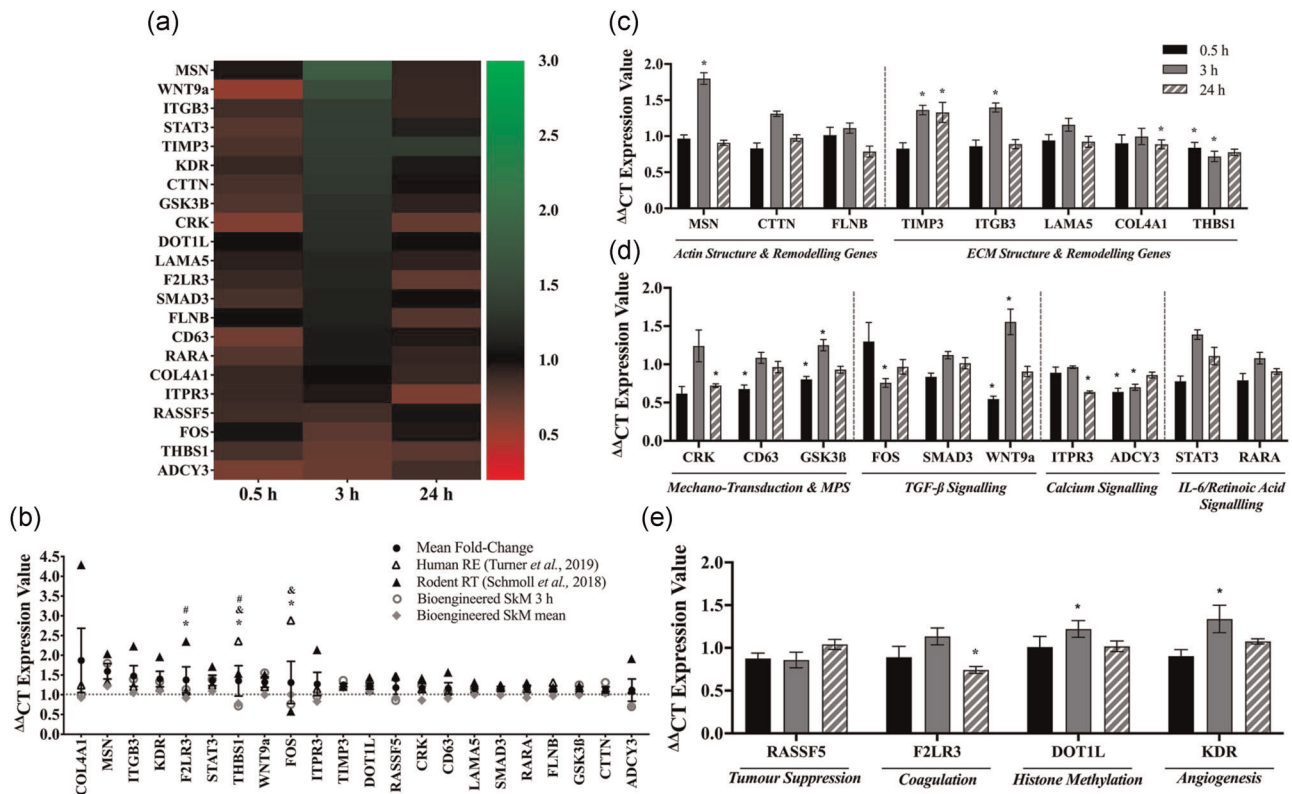 (a)
MSN
WNT9a
ITGB3
STAT3
TIMP3
KDR
CTTN
GSK3B
CRK
DOT1L
LAMA5
F2LR3
SMAD3
FLNB
CD63
RARA
COL4A1
ITPR3
RASSF5
FOS
THBS1
ADCY3
0.5 h 3 h 24 h
3.0
2.5
2.0
1.5
1.0
0.5
(b)
ΔΔCT Expression Value
4.5
4.0
3.5
3.0
2.5
2.0
1.5
1.0
0.5
0.0
Mean Fold-Change
Human RE (Turner et al., 2019)
Rodent RT (Schmoll et al., 2018)
Bioengineered SkM 3 h
Bioengineered SkM mean
# *
# & *
& *
COL4A1 MSN ITGB3 KDR F2LR3 STAT3 THBS1 WNT9a FOS ITPR3 TIMP3 DOT1L RASSF5 CRK CD63 LAMA5 SMAD3 RARA FLNB GSK3ß CTTN ADCY3
(c)
ΔΔCT Expression Value
2.0
1.5
1.0
0.5
0.0
0.5 h
3 h
24 h
* * * * * * *
MSN CTTN FLNB TIMP3 ITGB3 LAMA5 COL4A1 THBS1
Actin Structure & Remodelling Genes ECM Structure & Remodelling Genes
(d)
ΔΔCT Expression Value
2.0
1.5
1.0
0.5
0.0
* * * * * * * * * *
CRK CD63 GSK3ß FOS SMAD3 WNT9a ITPR3 ADCY3 STAT3 RARA
Mechano-Transduction & MPS TGF-β Signalling Calcium Signalling IL-6/Retinoic Acid
Signallling
(e)
ΔΔCT Expression Value
2.0
1.5
1.0
0.5
0.0
* * *
RASSF5 F2LR3 DOT1L KDR
Tumour Suppression Coagulation Histone Methylation Angiogenesis